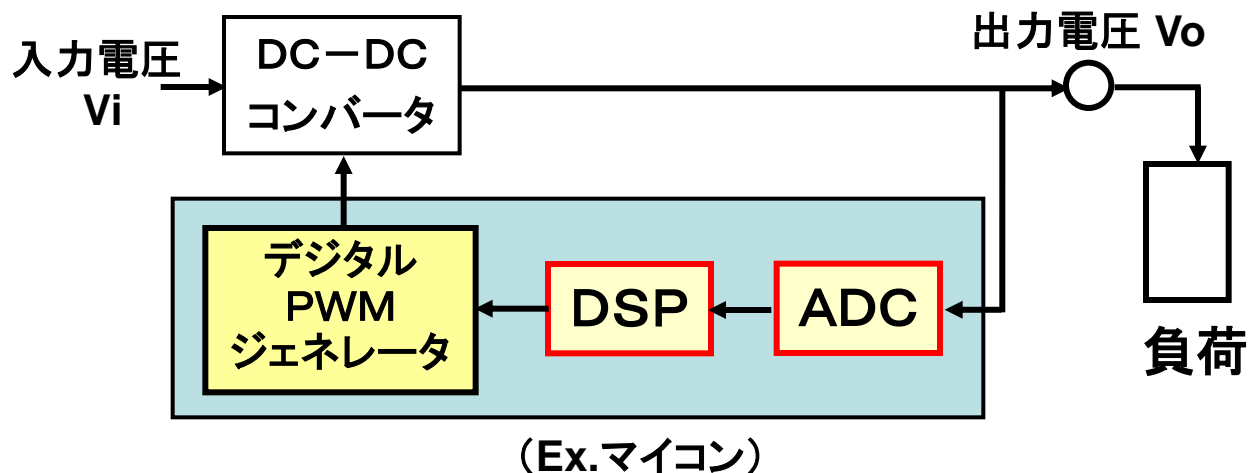 入力電圧
Vi
DC－DC
コンバータ
出力電圧 Vo
デジタル
PWM
ジェネレータ
DSP
ADC
負荷
（Ex.マイコン）